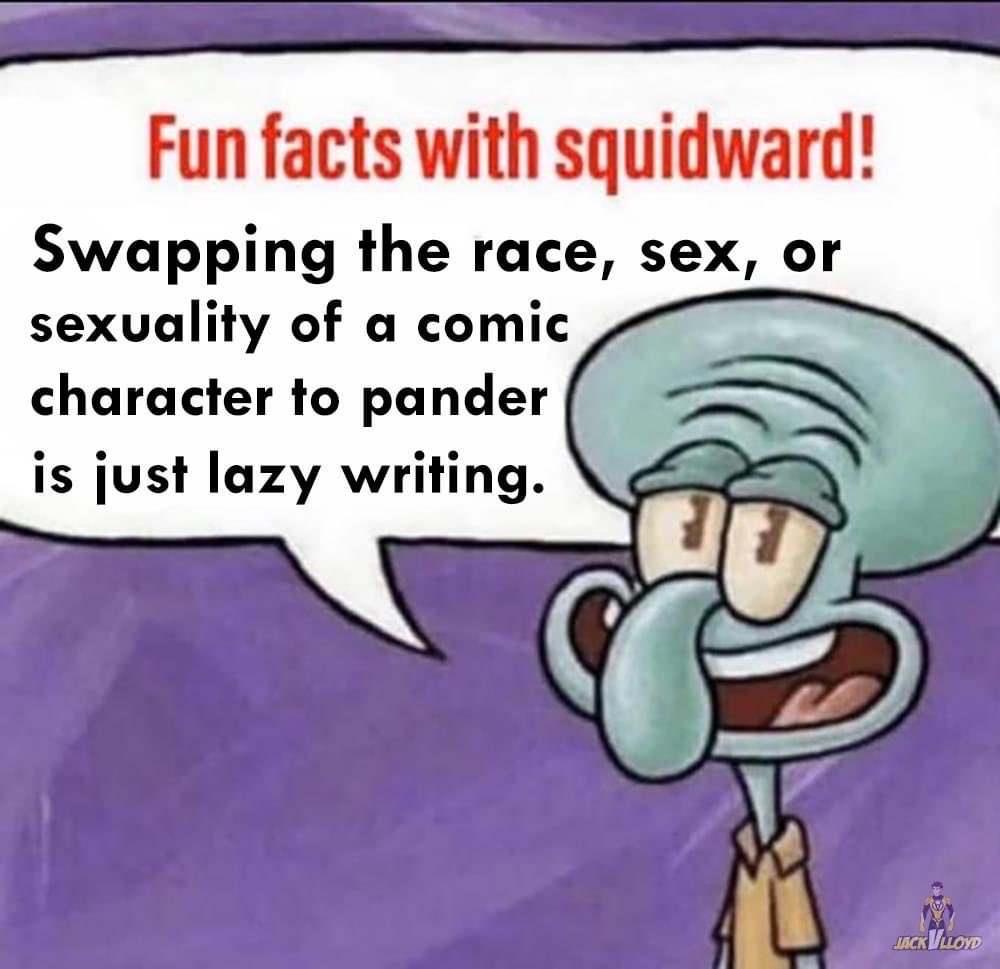 Fun facts with squidward!
Swapping the race, sex, or
sexuality of a comic
character to pander
is just lazy writing.
JACK V LLOYD